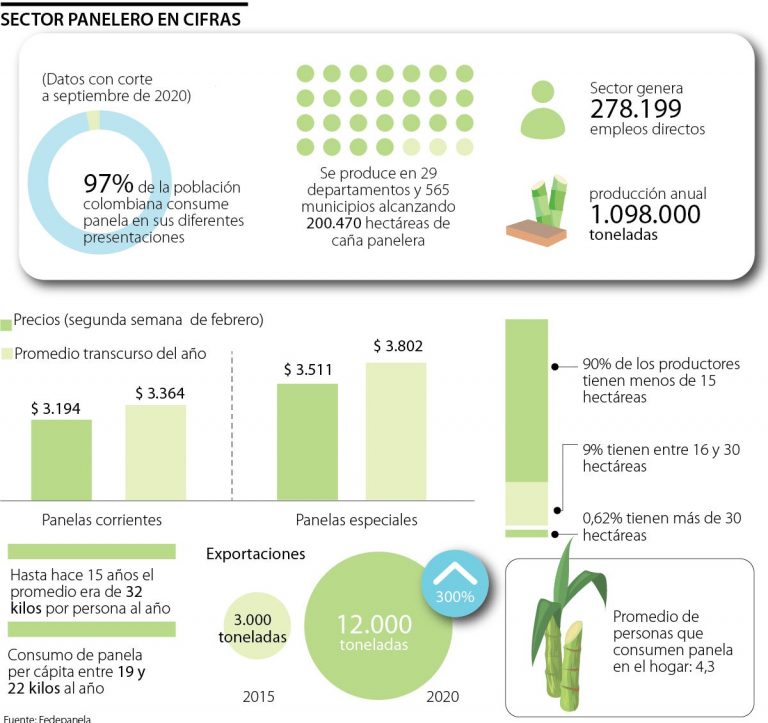 SECTOR PANELERO EN CIFRAS
(Datos con corte
a septiembre de 2020)
97% de la población
colombiana consume
panela en sus diferentes
presentaciones
Se produce en 29
departamentos y 565
municipios alcanzando
200.470 hectáreas de
caña panelera
Sector genera
278.199
empleos directos
producción anual
1.098.000
toneladas
Precios (segunda semana de febrero)
Promedio transcurso del año
$ 3.194
$ 3.364
$ 3.511
$ 3.802
Panelas corrientes
Panelas especiales
90% de los productores
tienen menos de 15
hectáreas
9% tienen entre 16 y 30
hectáreas
0,62% tienen más de 30
hectáreas
Hasta hace 15 años el
promedio era de 32
kilos por persona al año
Consumo de panela
per cápita entre 19 y
22 kilos al año
Exportaciones
3.000
toneladas
12.000
toneladas
300%
2015
2020
Promedio de
personas que
consumen panela
en el hogar: 4,3
Fuente: Fedepanela